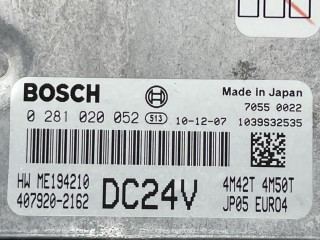 BOSCH Made in Japan
7055 0022
0 281 020 052 513 10-12-07 1039S32535
HW ME194210 DC24V 4M42T 4M50T
407920-2162 JP05 EURO4